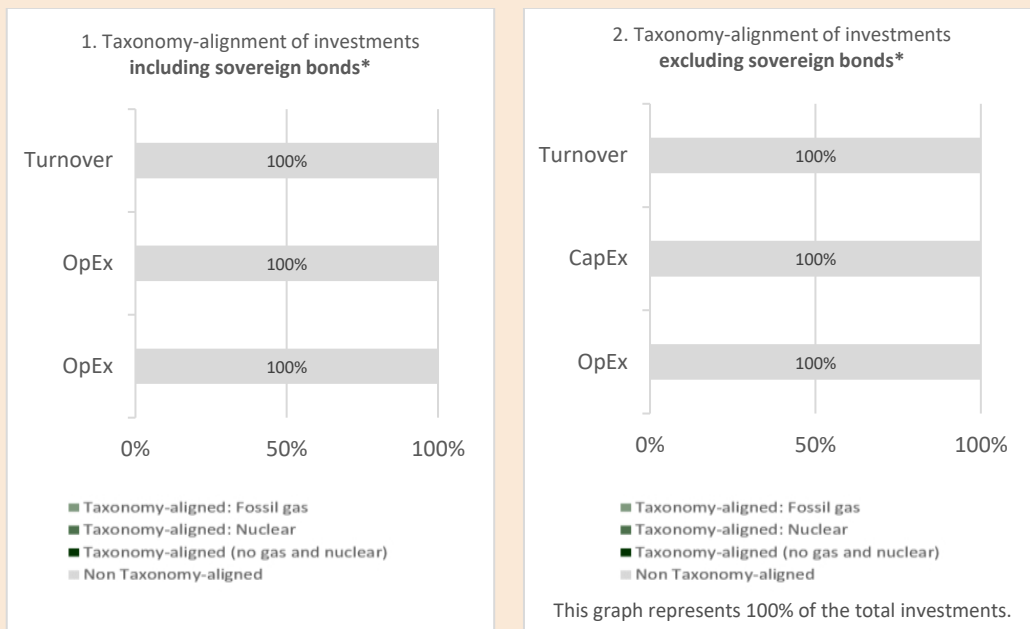 1. Taxonomy-alignment of investments
including sovereign bonds*
Turnover
100%
OpEx
100%
OpEx
100%
0% 50% 100%
Taxonomy-aligned: Fossil gas
Taxonomy-aligned: Nuclear
Taxonomy-aligned (no gas and nuclear)
Non Taxonomy-aligned
2. Taxonomy-alignment of investments
excluding sovereign bonds*
Turnover
100%
CapEx
100%
OpEx
100%
0% 50% 100%
Taxonomy-aligned: Fossil gas
Taxonomy-aligned: Nuclear
Taxonomy-aligned (no gas and nuclear)
Non Taxonomy-aligned
This graph represents 100% of the total investments.